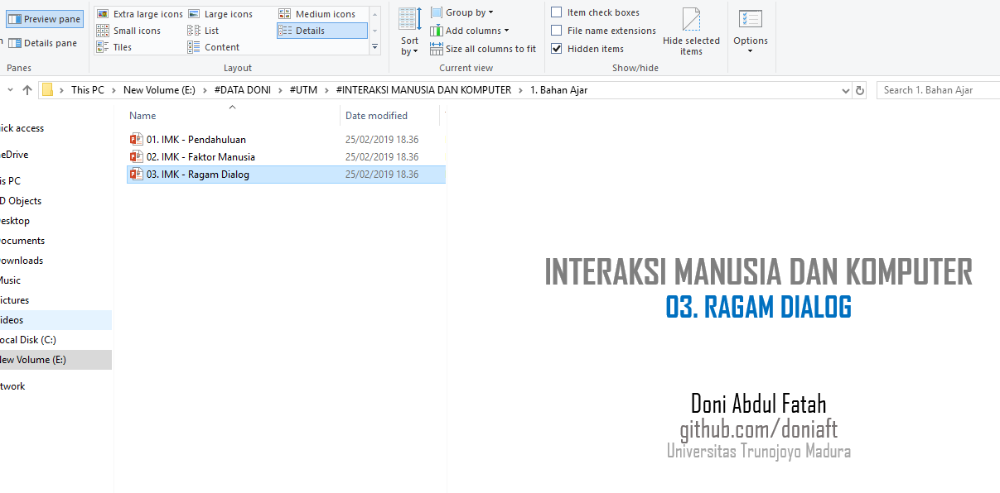 Preview pane
Details pane
Panes
Extra large icons
Large icons
Medium icons
Small icons
List
Details
Tiles
Content
Layout
Sort by
Group by
Add columns
Size all columns to fit
Current view
Item check boxes
File name extensions
Hidden items
Hide selected items
Show/hide
Options
This PC > New Volume (E:) > #DATA DONI > #UTM > #INTERAKSI MANUSIA DAN KOMPUTER > 1. Bahan Ajar
Search 1. Bahan Ajar
ick access
eDrive
is PC
D Objects
esktop
ocuments
ownloads
usic
ictures
ideos
ocal Disk (C:)
ew Volume (E:)
twork
Name Date modified
01. IMK - Pendahuluan 25/02/2019 18.36
02. IMK - Faktor Manusia 25/02/2019 18.36
03. IMK - Ragam Dialog 25/02/2019 18.36
INTERAKSI MANUSIA DAN KOMPUTER
03. RAGAM DIALOG
Doni Abdul Fatah
github.com/doniaft
Universitas Trunojoyo Madura